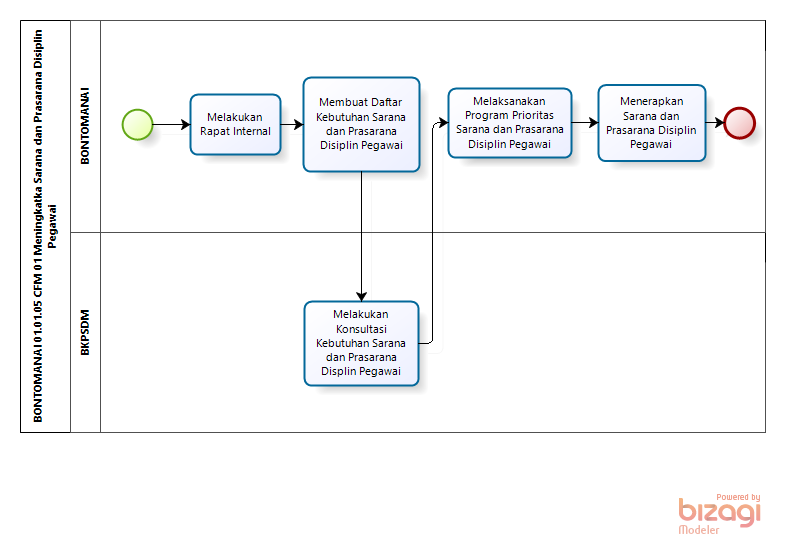 BONTOMANAI 01.01.05 CFM 01 Meningkatka Sarana dan Prasarana Disiplin
Pegawai
BONTOMANAI
Melakukan
Rapat Internal
Membuat Daftar
Kebutuhan Sarana
dan Prasarana
Disiplin Pegawai
Melaksanakan
Program Prioritas
Sarana dan Prasarana
Disiplin Pegawai
Menerapkan
Sarana dan
Prasarana Disiplin
Pegawai
BKPSDM
Melakukan
Konsultasi
Kebutuhan Sarana
dan Prasarana
Displin Pegawai
Powered by
bizagi
Modeler